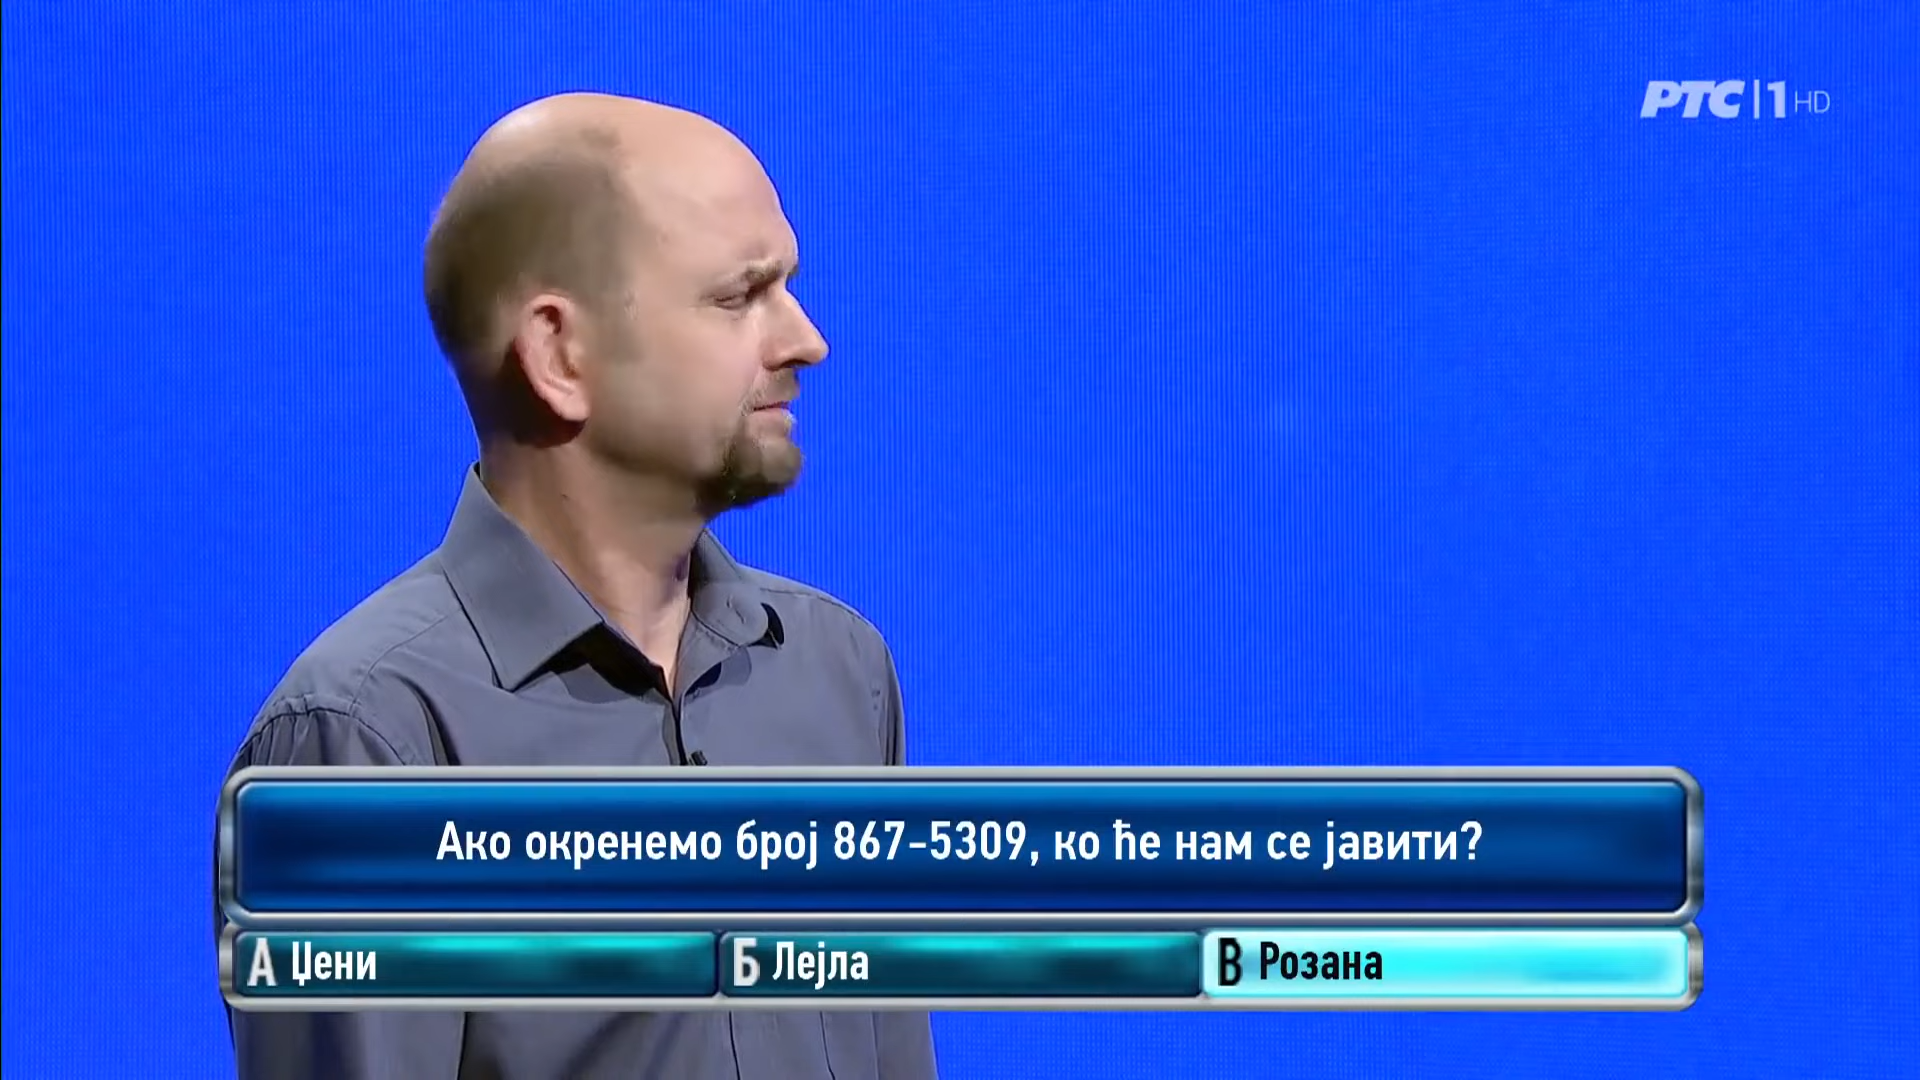 РТС|1 HD
Ако окренемо број 867-5309, ко ће нам се јавити?
А Џени
Б Лејла
В Розана